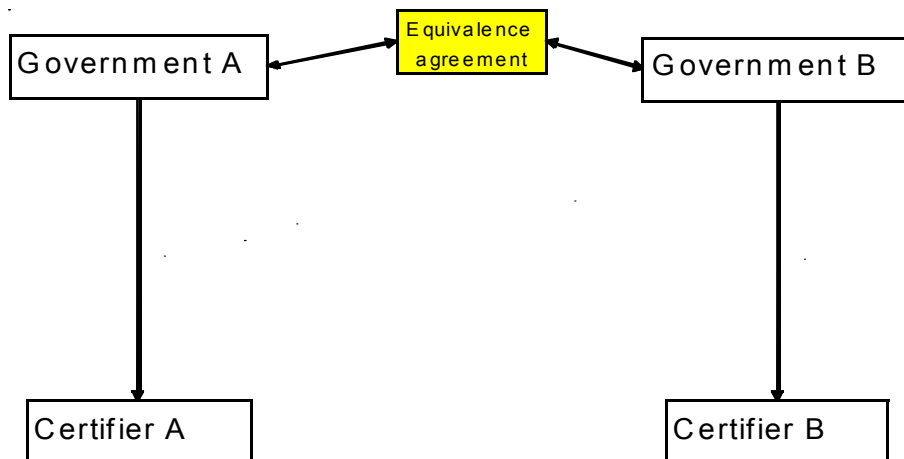 Equivalence
agreement
Government A
Government B
Certifier A
Certifier B